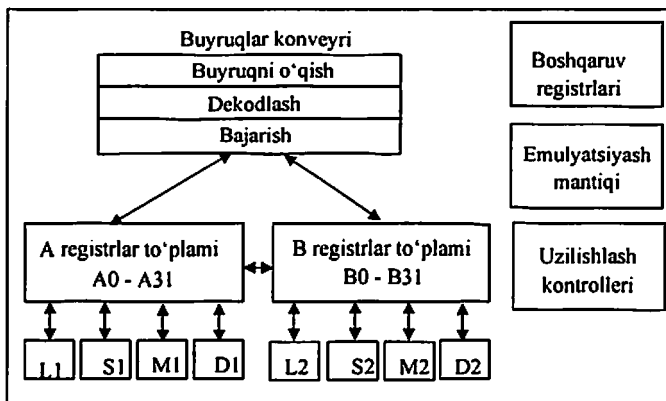 Buyruqlar konveyri
Buyruqni o‘qish
Dekodlash
Bajarish
Boshqaruv
registrlari
Emulyatsiyash
mantiqi
Uzilishlash
kontrolleri
A registrlar to‘plami
A0 - A31
B registrlar to‘plami
B0 - B31
L1
S1
M1
D1
L2
S2
M2
D2